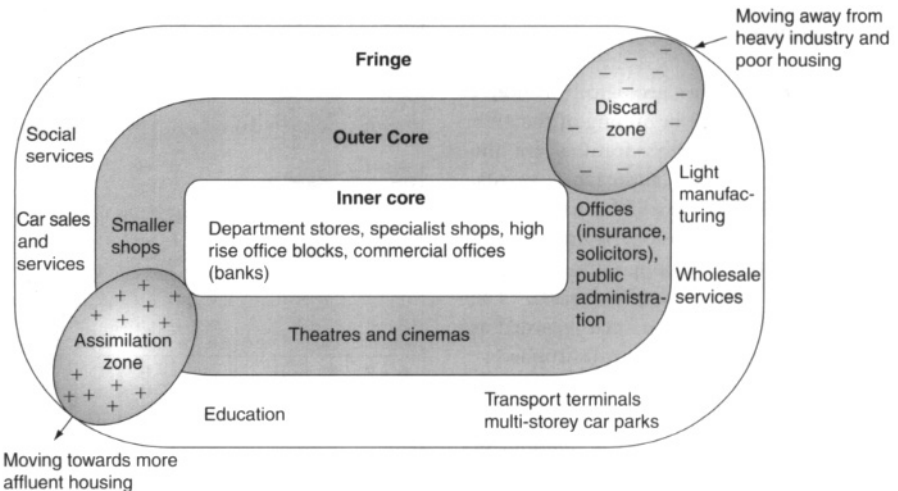 Moving away from
heavy industry and
poor housing
Fringe
Discard
zone
Outer Core
Social
services
Light
manufac-
turing
Inner core
Department stores, specialist shops, high
rise office blocks, commercial offices
(banks)
Car sales
and
services
Smaller
shops
Offices
(insurance,
solicitors),
public
administra-
tion
Wholesale
services
Assimilation
zone
Theatres and cinemas
Education
Transport terminals
multi-storey car parks
Moving towards more
affluent housing